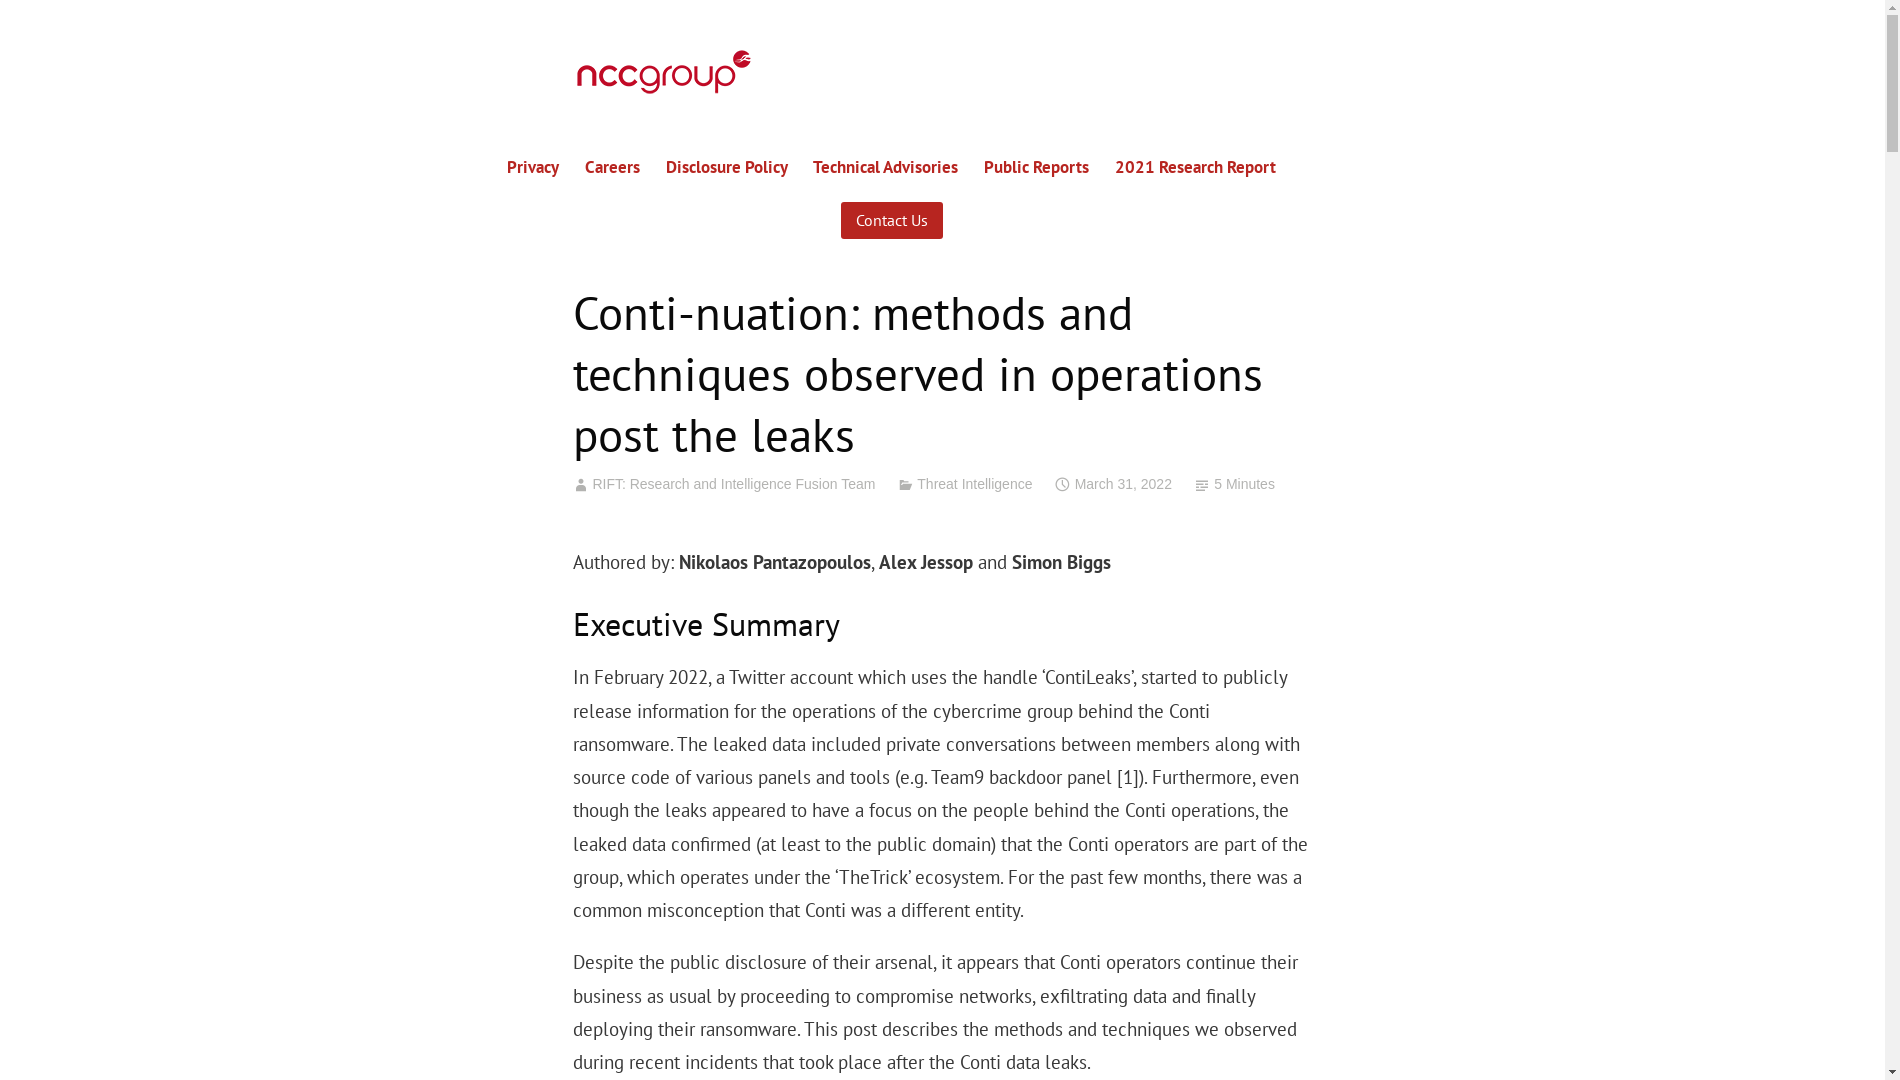 nccgroup
Privacy Careers Disclosure Policy Technical Advisories Public Reports 2021 Research Report
Contact Us
Conti-nuation: methods and
techniques observed in operations
post the leaks
RIFT: Research and Intelligence Fusion Team Threat Intelligence March 31, 2022 5 Minutes
Authored by: Nikolaos Pantazopoulos, Alex Jessop and Simon Biggs
Executive Summary
In February 2022, a Twitter account which uses the handle ‘ContiLeaks’, started to publicly
release information for the operations of the cybercrime group behind the Conti
ransomware. The leaked data included private conversations between members along with
source code of various panels and tools (e.g. Team9 backdoor panel [1]). Furthermore, even
though the leaks appeared to have a focus on the people behind the Conti operations, the
leaked data confirmed (at least to the public domain) that the Conti operators are part of the
group, which operates under the ‘TheTrick’ ecosystem. For the past few months, there was a
common misconception that Conti was a different entity.
Despite the public disclosure of their arsenal, it appears that Conti operators continue their
business as usual by proceeding to compromise networks, exfiltrating data and finally
deploying their ransomware. This post describes the methods and techniques we observed
during recent incidents that took place after the Conti data leaks.